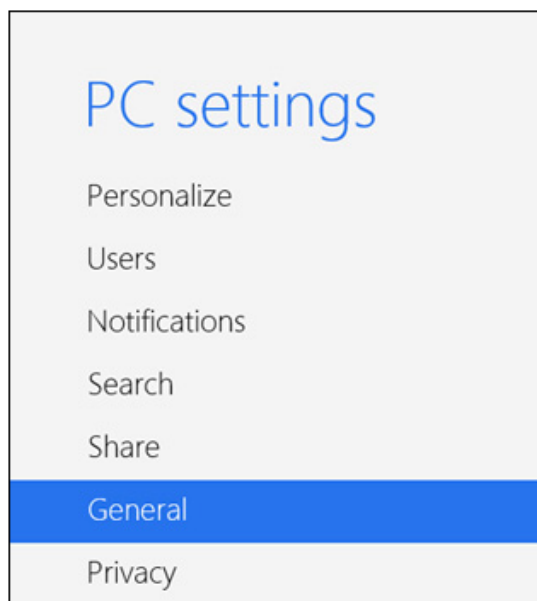 PC settings
Personalize
Users
Notifications
Search
Share
General
Privacy